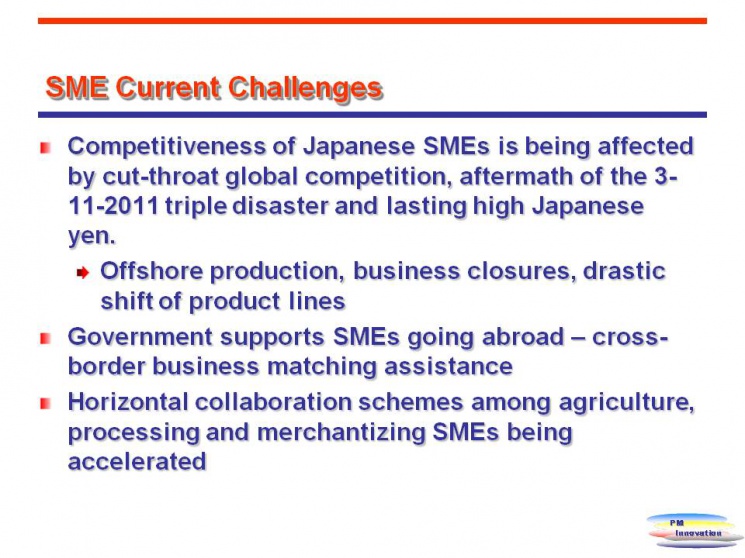 SME Current Challenges
Competitiveness of Japanese SMEs is being affected
by cut-throat global competition, aftermath of the 3-
11-2011 triple disaster and lasting high Japanese
yen.
Offshore production, business closures, drastic
shift of product lines
Government supports SMEs going abroad – cross-
border business matching assistance
Horizontal collaboration schemes among agriculture,
processing and merchantizing SMEs being
accelerated
PM
Innovation